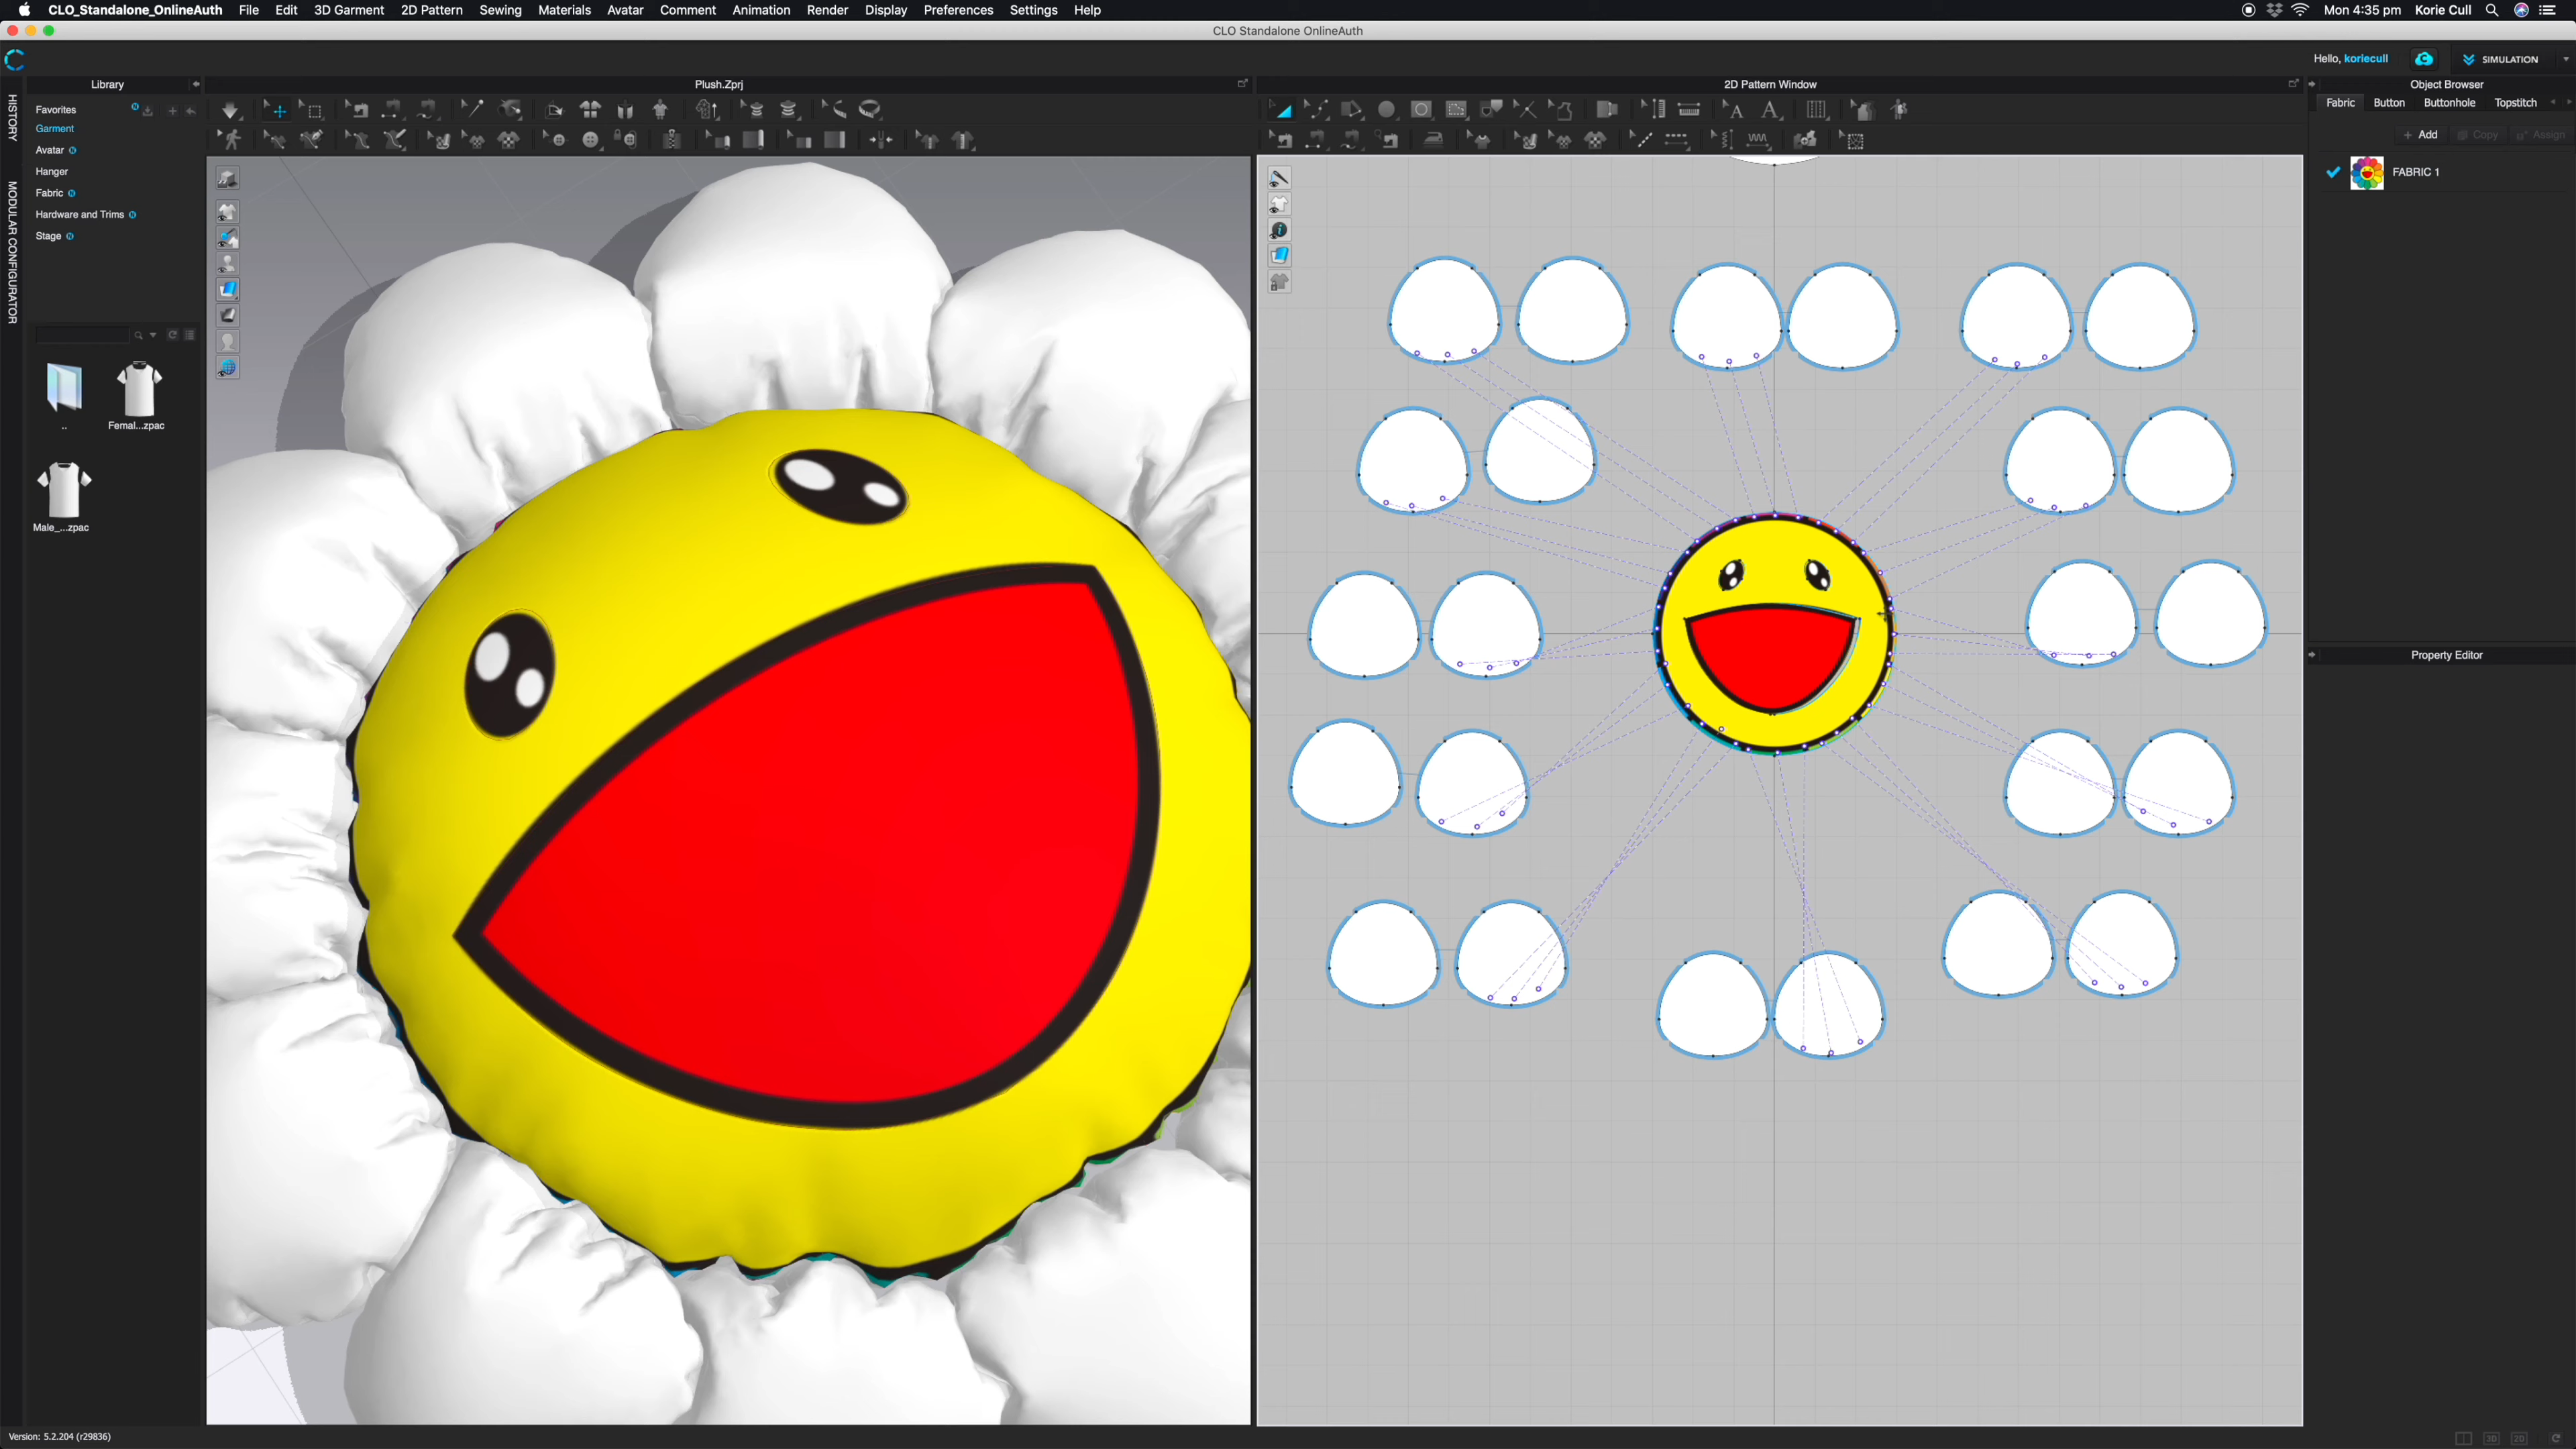 CLO_Standalone_OnlineAuth File Edit 3D Garment 2D Pattern Sewing Materials Avatar Comment Animation Render Display Preferences Settings Help Mon 4:35 pm Korie Cull
CLO Standalone OnlineAuth
Hello, koriecull SIMULATION
Library
Plush.Zprj
2D Pattern Window
Object Browser
HISTORY
MODULAR CONFIGURATOR
Favorites
Garment
Avatar
Hanger
Fabric
Hardware and Trims
Stage
..
Femal...zpac
Male_...zpac
Fabric Button Buttonhole Topstitch
+ Add Copy Assign
FABRIC 1
Property Editor
Version: 5.2.204 (r29836)
3D 2D